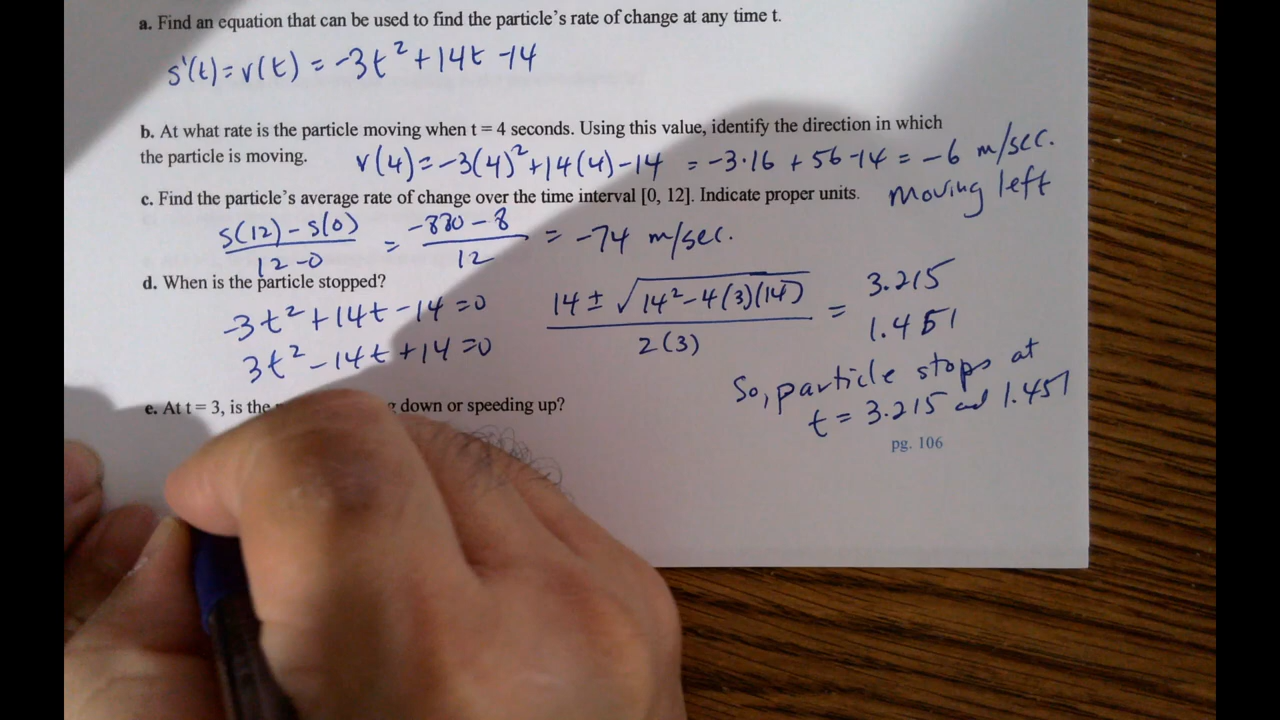 a. Find an equation that can be used to find the particle's rate of change at any time t.
s'(t) = v(t) = -3t² + 14t - 14
b. At what rate is the particle moving when t = 4 seconds. Using this value, identify the direction in which
the particle is moving. v(4) = -3(4)² + 14(4) - 14 = -3·16 + 56 - 14 = -6 m/sec.
c. Find the particle's average rate of change over the time interval [0, 12]. Indicate proper units. moving left
s(12) - s(0) / 12 - 0 = -880 - 8 / 12 = -74 m/sec.
d. When is the particle stopped?
-3t² + 14t - 14 = 0
3t² - 14t + 14 = 0
14 ± √14² - 4(3)(14) / 2(3) = 3.215
1.451
So, particle stops at
t = 3.215 and 1.451
e. At t = 3, is the down or speeding up?
pg. 106